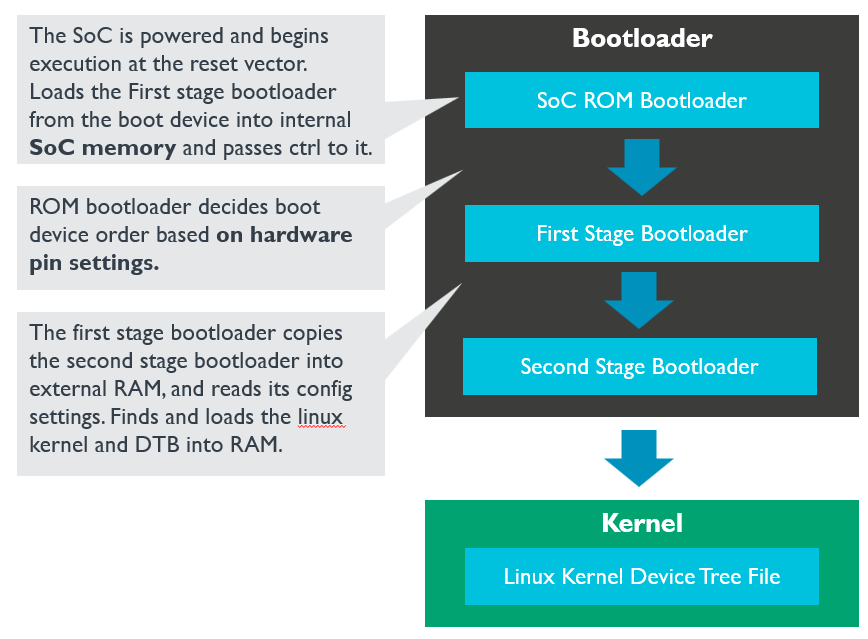 The SoC is powered and begins
execution at the reset vector.
Loads the First stage bootloader
from the boot device into internal
SoC memory and passes ctrl to it.
ROM bootloader decides boot
device order based on hardware
pin settings.
The first stage bootloader copies
the second stage bootloader into
external RAM, and reads its config
settings. Finds and loads the linux
kernel and DTB into RAM.
Bootloader
SoC ROM Bootloader
First Stage Bootloader
Second Stage Bootloader
Kernel
Linux Kernel Device Tree File